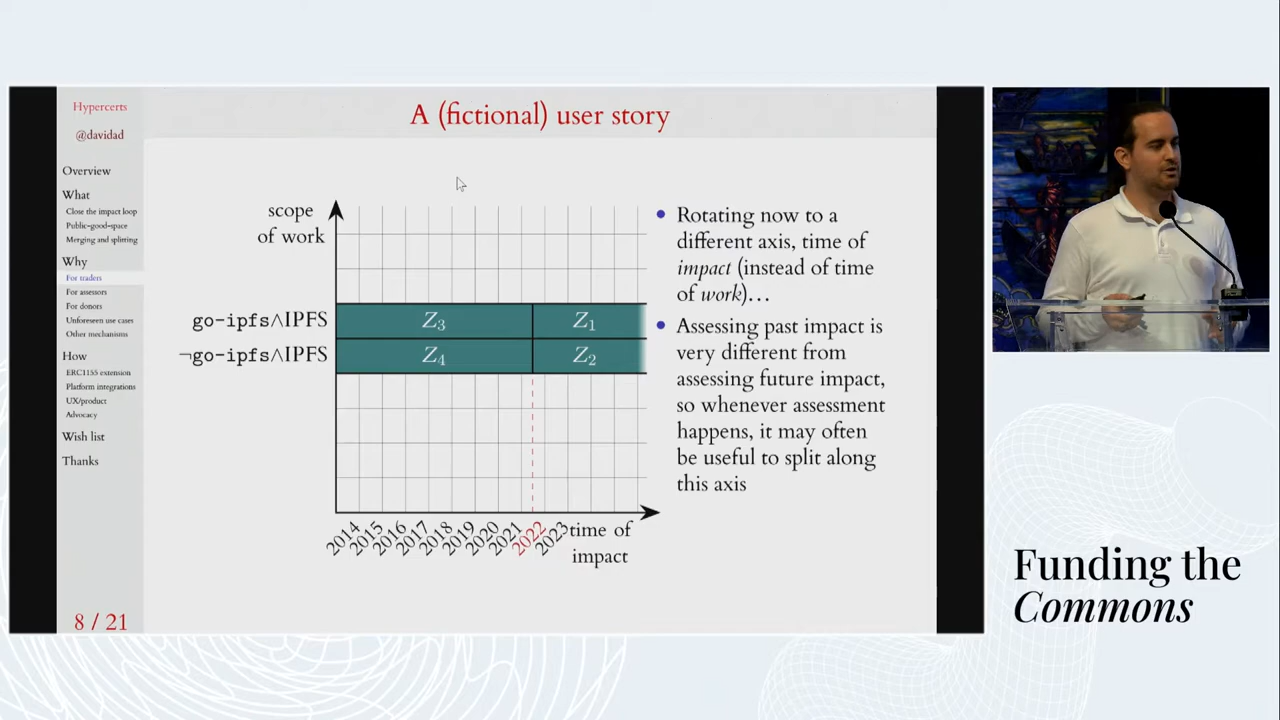 Hypercerts
@davidad
Overview
What
Close the impact loop
Public-good-space
Merging and splitting
Why
For traders
For assessors
For donors
Unforeseen use cases
Other mechanisms
How
ERC1155 extension
Platform integrations
UX/product
Advocacy
Wish list
Thanks
8 / 21
A (fictional) user story
scope
of work
go-ipfs∧IPFS
¬go-ipfs∧IPFS
Z3
Z1
Z4
Z2
2014 2015 2016 2017 2018 2019 2020 2021 2022 2023
time of
impact
• Rotating now to a
different axis, time of
impact (instead of time
of work)…
• Assessing past impact is
very different from
assessing future impact,
so whenever assessment
happens, it may often
be useful to split along
this axis
Funding the
Commons